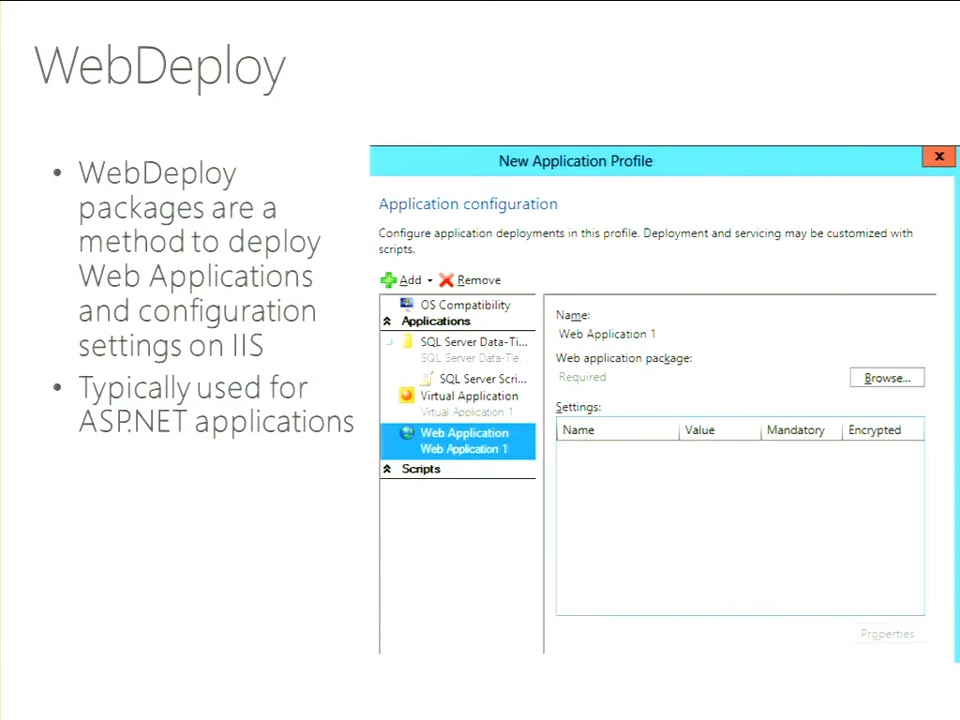 WebDeploy
• WebDeploy
packages are a
method to deploy
Web Applications
and configuration
settings on IIS
• Typically used for
ASP.NET applications
New Application Profile
x
Application configuration
Configure application deployments in this profile. Deployment and servicing may be customized with
scripts.
Add Remove
OS Compatibility
Applications
SQL Server Data-Ti...
SQL Server Data-Tie...
SQL Server Scri...
Virtual Application
Virtual Application 1
Web Application
Web Application 1
Scripts
Name:
Web Application 1
Web application package:
Required
Browse...
Settings:
Name Value Mandatory Encrypted
Properties